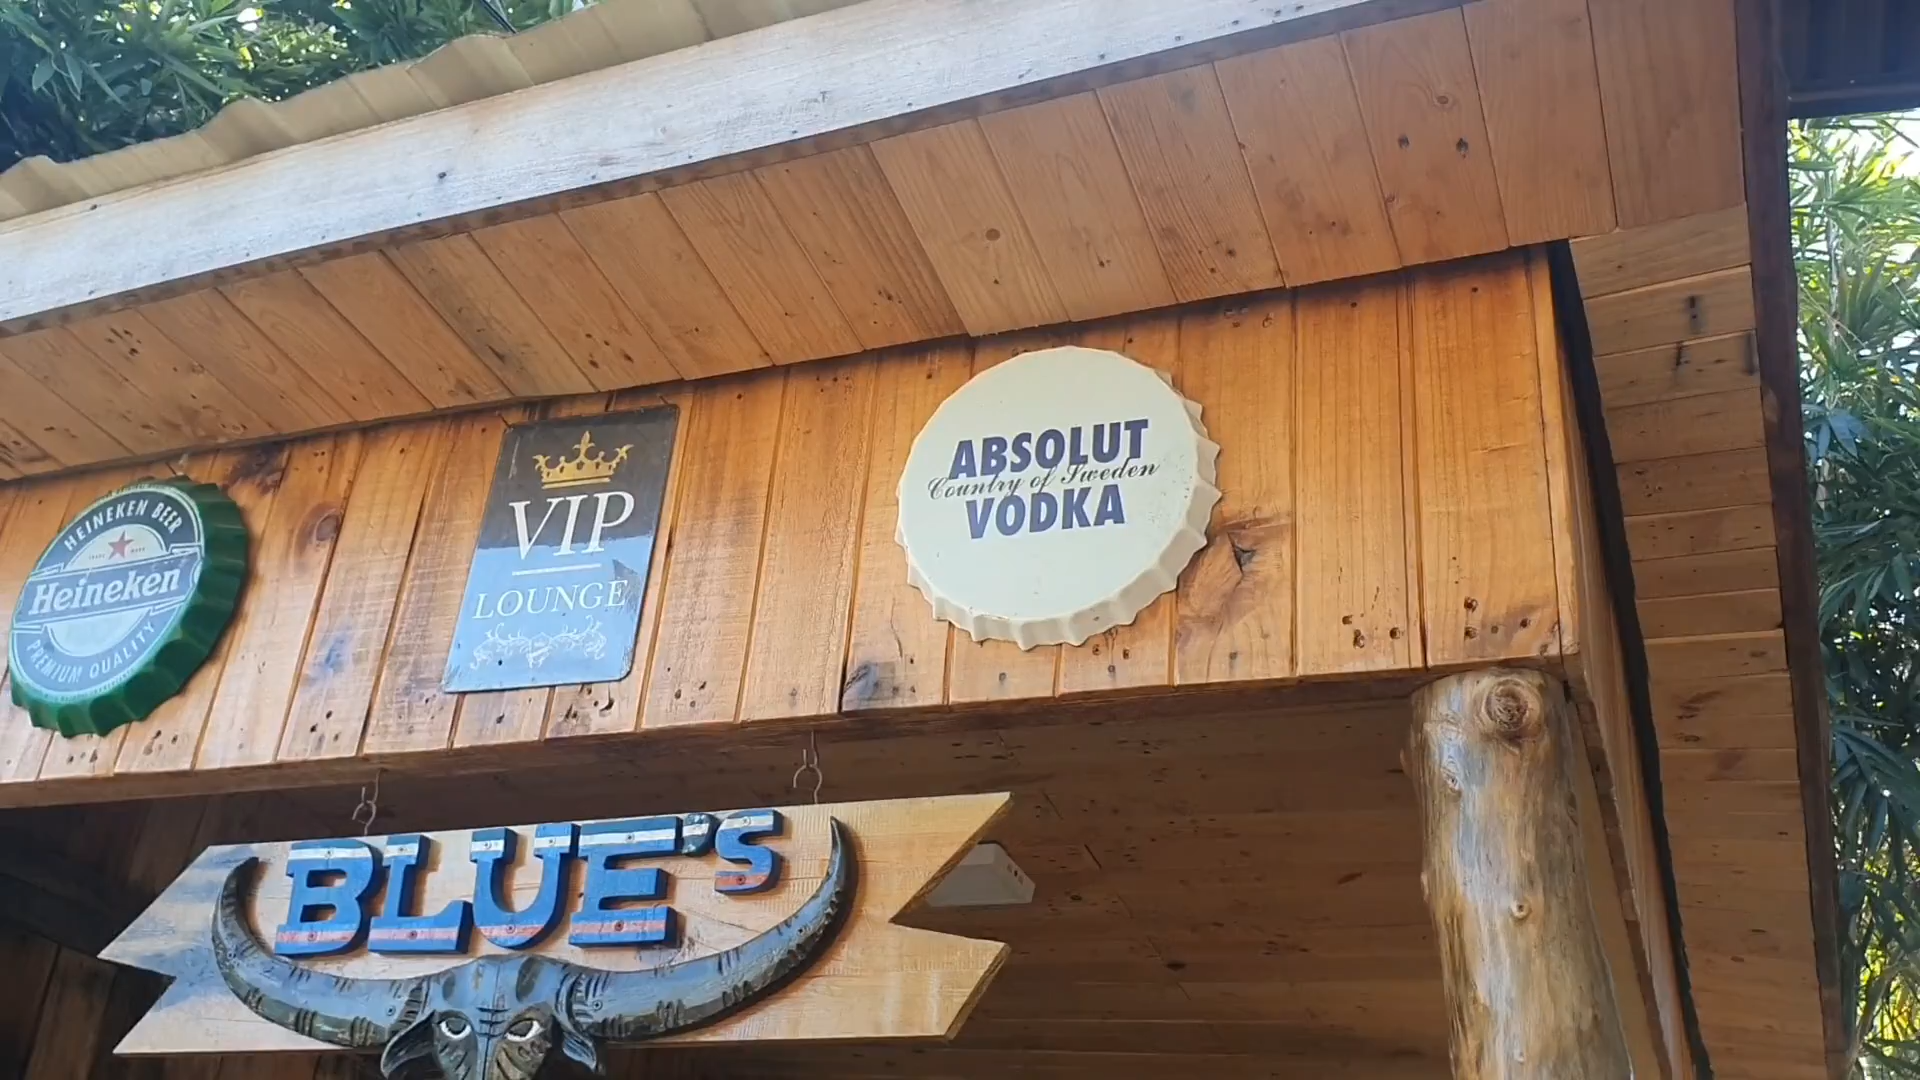 HEINEKEN BEER
Heineken
PREMIUM QUALITY
VIP
LOUNGE
ABSOLUT
Country of Sweden
VODKA
BLUE'S